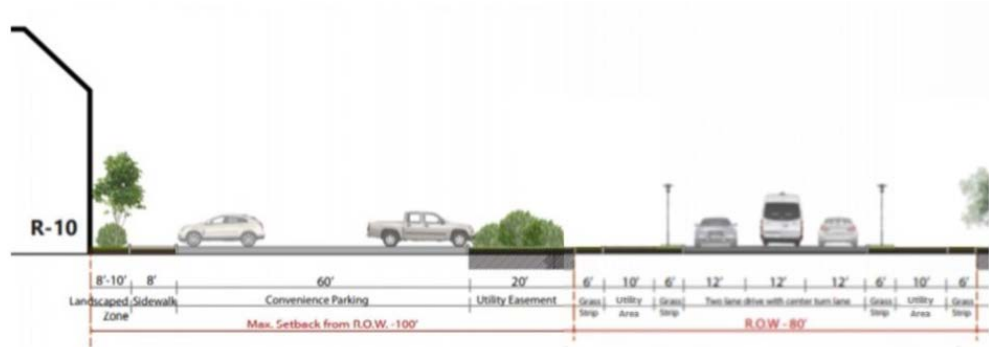 R-10
8'-10' 8' 60' 20' 6' 10' 6' 12' 12' 12' 6' 10' 6'
Landscaped Zone
Sidewalk
Convenience Parking
Utility Easement
Grass Strip
Utility Area
Grass Strip
Two lane drive with center turn lane
Grass Strip
Utility Area
Grass Strip
Max. Setback from R.O.W. -100'
R.O.W - 80'